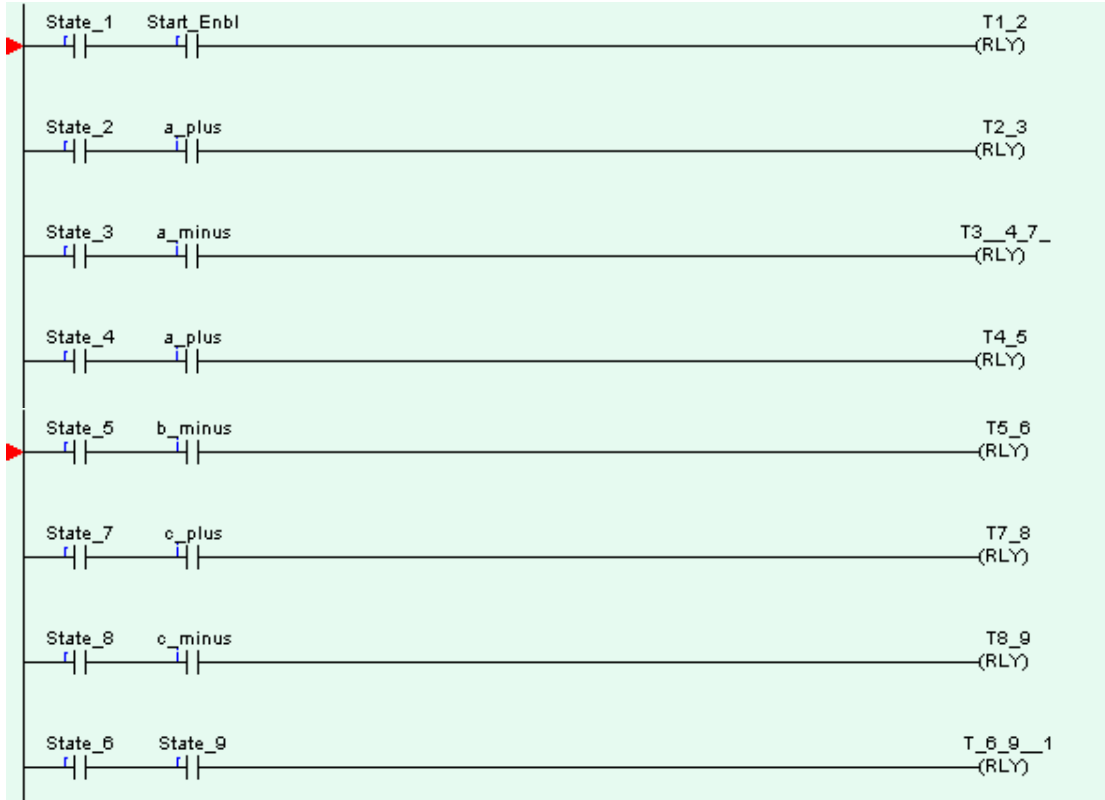 State_1 Start_Enbl T1_2
r r (RLY)
State_2 a_plus T2_3
r i (RLY)
State_3 a_minus T3__4_7_
r i (RLY)
State_4 a_plus T4_5
r i (RLY)
State_5 b_minus T5_6
r i (RLY)
State_7 c_plus T7_8
r i (RLY)
State_8 c_minus T8_9
r i (RLY)
State_6 State_9 T_6_9__1
r r (RLY)